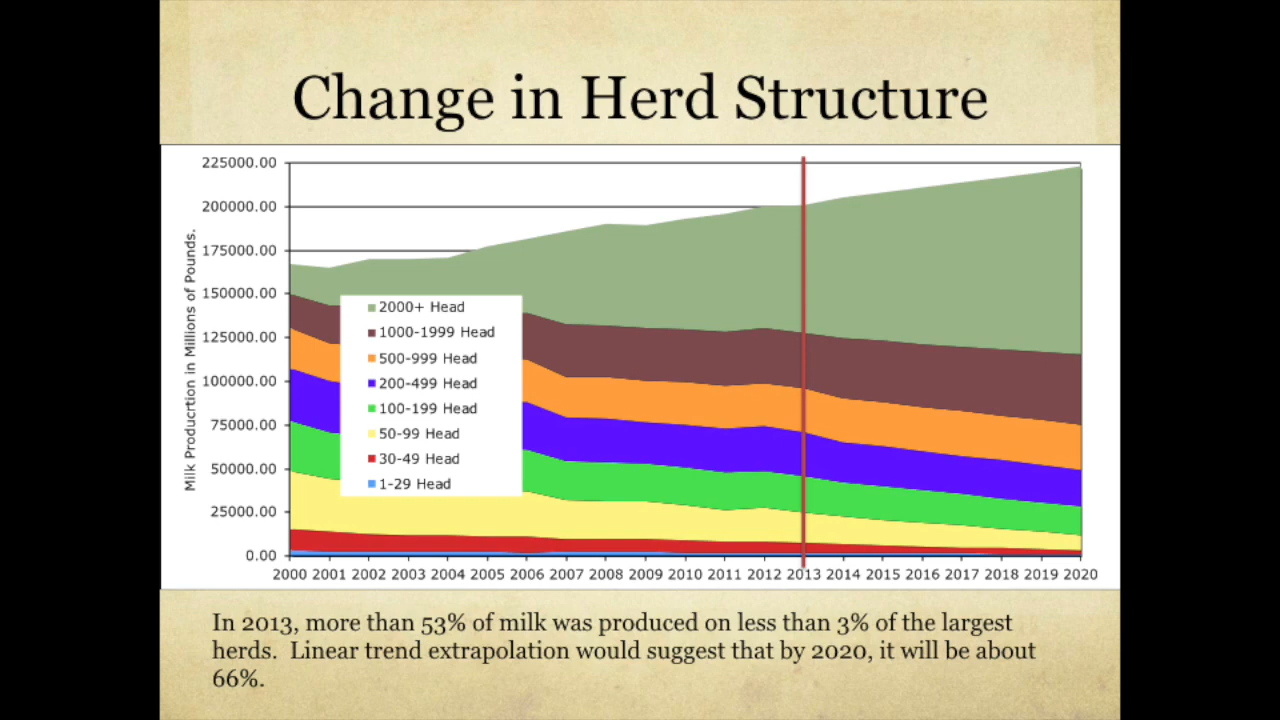 Change in Herd Structure
225000.00
200000.00
175000.00
150000.00
125000.00
100000.00
75000.00
50000.00
25000.00
0.00
Milk Producrtion in Millions of Pounds.
2000+ Head
1000-1999 Head
500-999 Head
200-499 Head
100-199 Head
50-99 Head
30-49 Head
1-29 Head
2000 2001 2002 2003 2004 2005 2006 2007 2008 2009 2010 2011 2012 2013 2014 2015 2016 2017 2018 2019 2020
In 2013, more than 53% of milk was produced on less than 3% of the largest
herds. Linear trend extrapolation would suggest that by 2020, it will be about
66%.